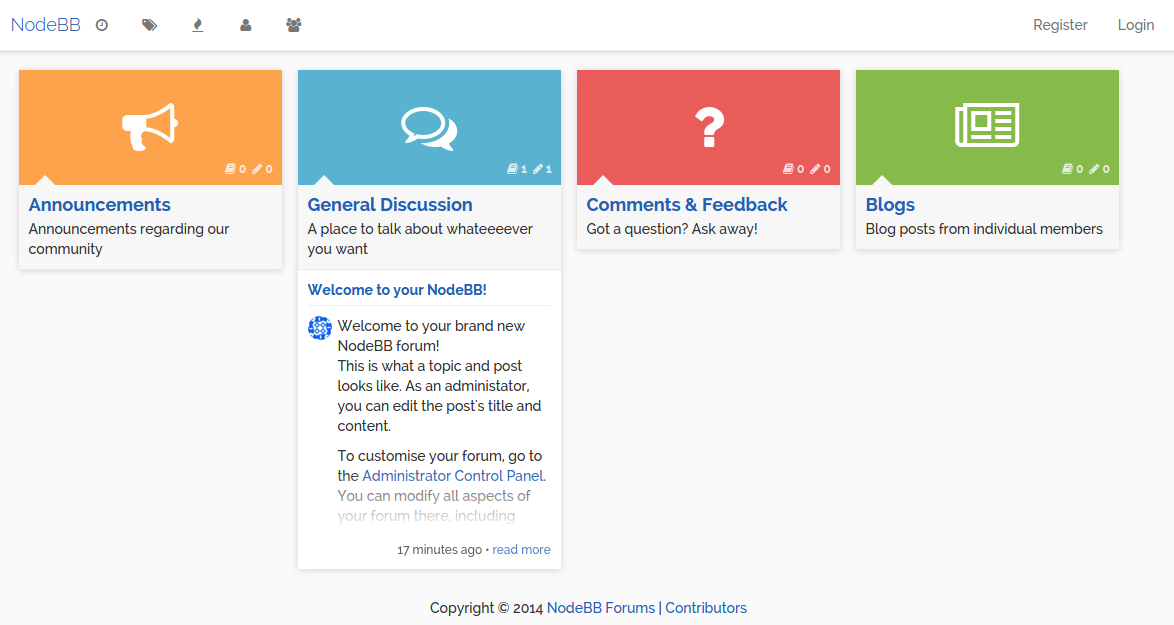 NodeBB
Register
Login
0 0
Announcements
Announcements regarding our
community
1 1
General Discussion
A place to talk about whateeeever
you want
Welcome to your NodeBB!
Welcome to your brand new
NodeBB forum!
This is what a topic and post
looks like. As an administator,
you can edit the post's title and
content.
To customise your forum, go to
the Administrator Control Panel.
You can modify all aspects of
your forum there, including
17 minutes ago • read more
0 0
Comments & Feedback
Got a question? Ask away!
0 0
Blogs
Blog posts from individual members
Copyright © 2014 NodeBB Forums | Contributors